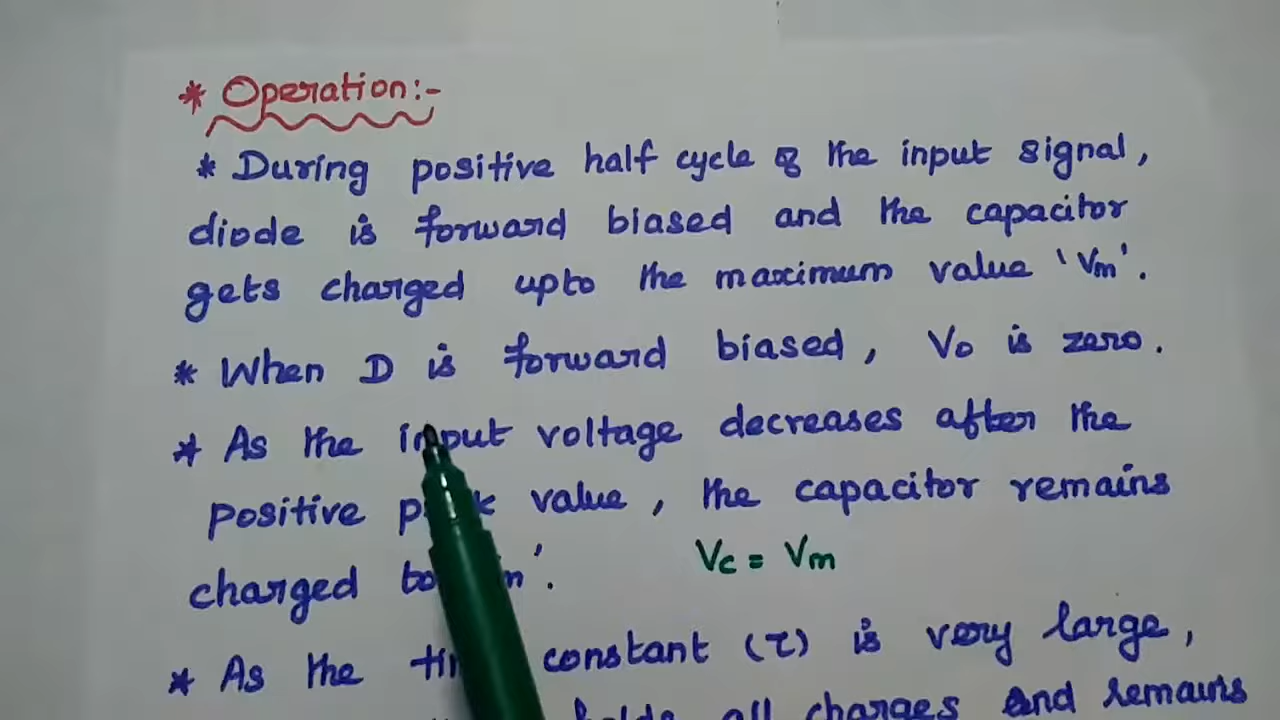 * Operation:-
* During positive half cycle of the input signal,
diode is forward biased and the capacitor
gets charged upto the maximum value 'Vm'.
* When D is forward biased, Vo is zero.
* As the input voltage decreases after the
positive value, the capacitor remains
charged
Vc = Vm
* As the constant (τ) is very large,
all charges and remains